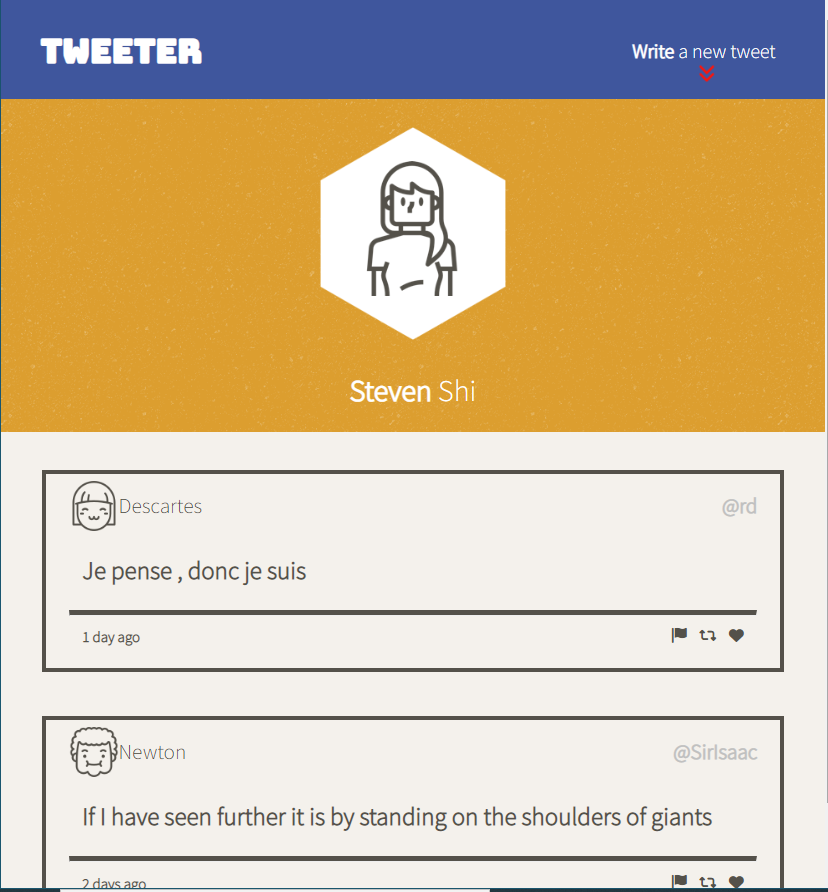 TWEETER
Write a new tweet
Steven Shi
Descartes
@rd
Je pense , donc je suis
1 day ago
Newton
@SirIsaac
If I have seen further it is by standing on the shoulders of giants
2 days ago